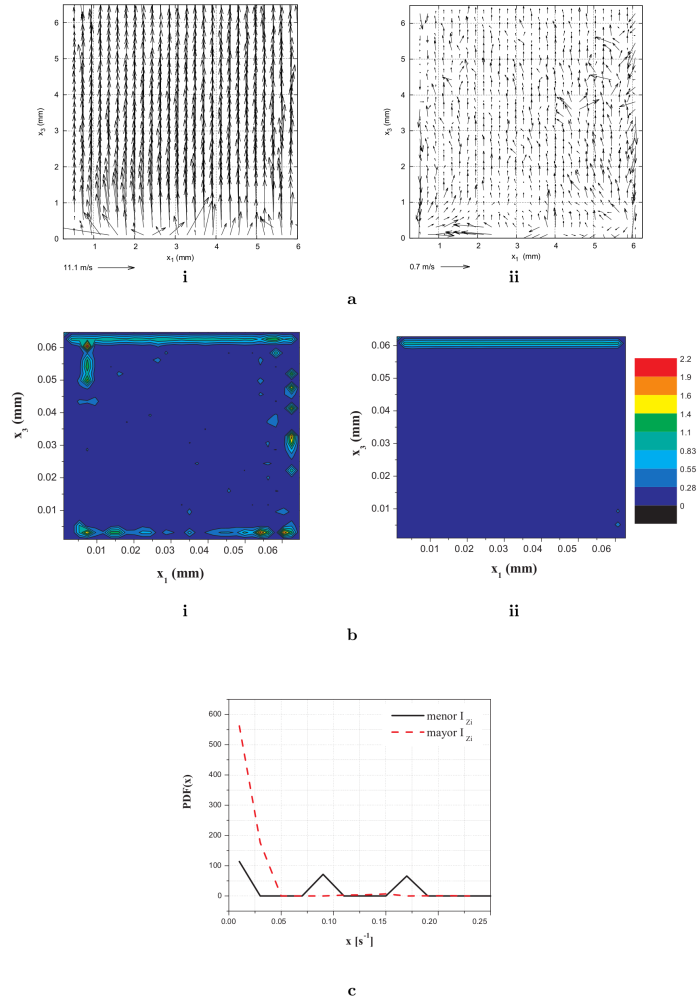 6
5
4
3
2
1
0
x3 (mm)
1 2 3 4 5 6
x1 (mm)
11.1 m/s
i
6
5
4
3
2
1
0
x3 (mm)
1 2 3 4 5 6
x1 (mm)
0.7 m/s
ii
a
0.06
0.05
0.04
0.03
0.02
0.01
x3 (mm)
0.01 0.02 0.03 0.04 0.05 0.06
x1 (mm)
i
0.06
0.05
0.04
0.03
0.02
0.01
x3 (mm)
0.01 0.02 0.03 0.04 0.05 0.06
x1 (mm)
ii
2.2
1.9
1.6
1.4
1.1
0.83
0.55
0.28
0
b
600
500
400
300
200
100
0
PDF(x)
menor I Zi
mayor I Zi
0.00 0.05 0.10 0.15 0.20 0.25
x [s-1]
c